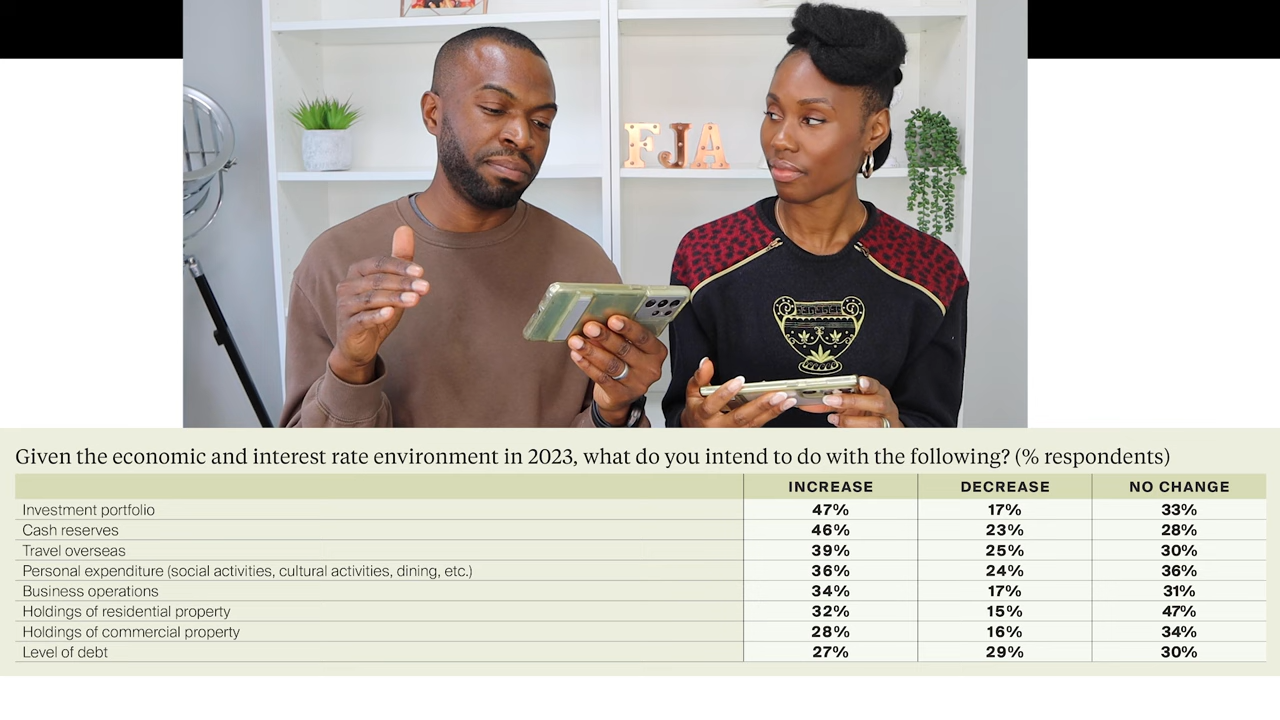 FJA
Given the economic and interest rate environment in 2023, what do you intend to do with the following? (% respondents)
INCREASE DECREASE NO CHANGE
Investment portfolio 47% 17% 33%
Cash reserves 46% 23% 28%
Travel overseas 39% 25% 30%
Personal expenditure (social activities, cultural activities, dining, etc.) 36% 24% 36%
Business operations 34% 17% 31%
Holdings of residential property 32% 15% 47%
Holdings of commercial property 28% 16% 34%
Level of debt 27% 29% 30%